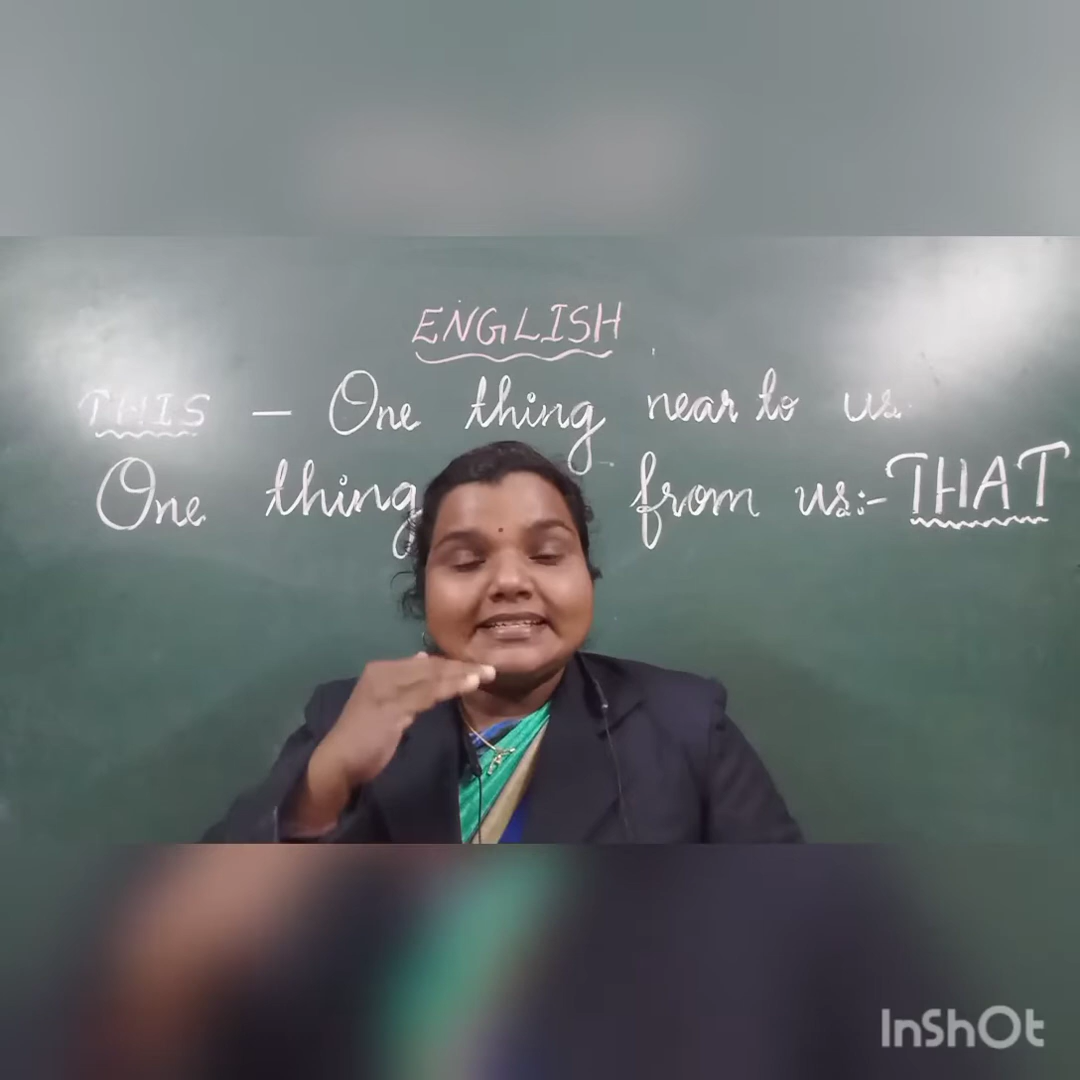 ENGLISH
THIS — One thing near to us.
One thing from us:- THAT
InShOt